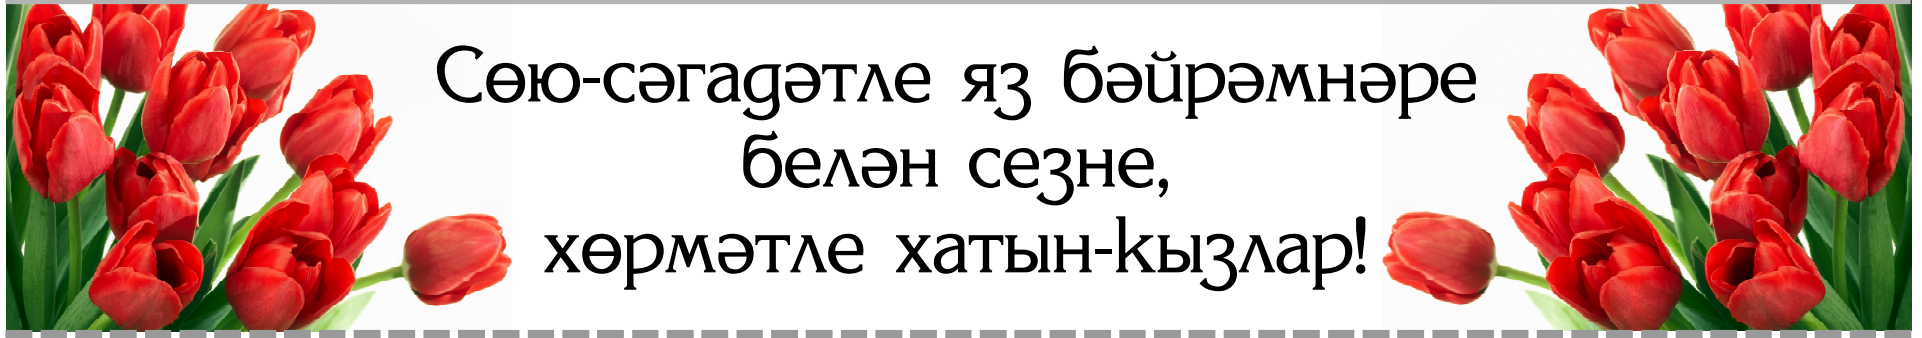 Сөю-сәгадәтле яз бәйрәмнәре
белән сезне,
хөрмәтле хатын-кызлар!